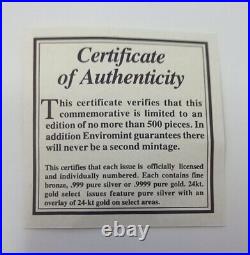 Certificate
of Authenticity
This certificate verifies that this
commemorative is limited to an
edition of no more than 500 pieces. In
addition Enviromint guarantees there
will never be a second mintage.
This certifies that each issue is officially licensed
and individually numbered. Each contains fine
bronze, .999 pure silver or .9999 pure gold. 24kt.
gold select issues feature pure silver with an
overlay of 24-kt gold on select areas.